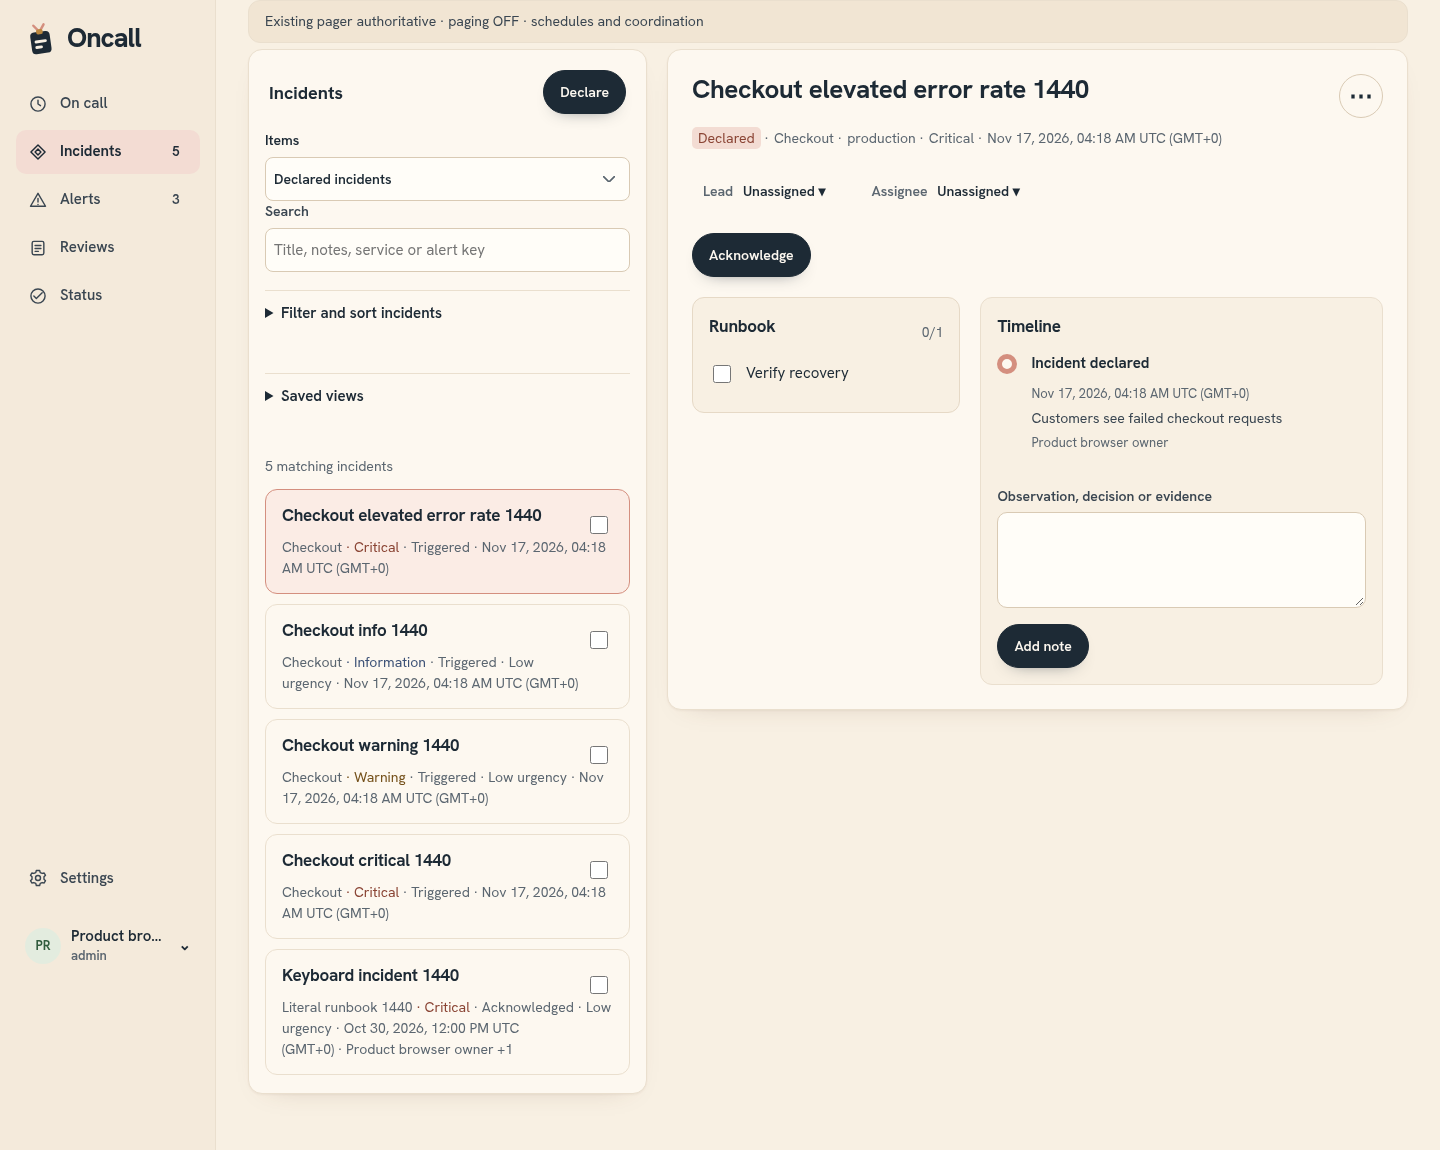 Oncall
On call
Incidents 5
Alerts 3
Reviews
Status
Settings
PR
Product bro...
admin
Existing pager authoritative · paging OFF · schedules and coordination
Incidents
Declare
Items
Declared incidents
Search
Title, notes, service or alert key
Filter and sort incidents
Saved views
5 matching incidents
Checkout elevated error rate 1440
Checkout · Critical · Triggered · Nov 17, 2026, 04:18
AM UTC (GMT+0)
Checkout info 1440
Checkout · Information · Triggered · Low
urgency · Nov 17, 2026, 04:18 AM UTC (GMT+0)
Checkout warning 1440
Checkout · Warning · Triggered · Low urgency · Nov
17, 2026, 04:18 AM UTC (GMT+0)
Checkout critical 1440
Checkout · Critical · Triggered · Nov 17, 2026, 04:18
AM UTC (GMT+0)
Keyboard incident 1440
Literal runbook 1440 · Critical · Acknowledged · Low
urgency · Oct 30, 2026, 12:00 PM UTC
(GMT+0) · Product browser owner +1
Checkout elevated error rate 1440
Declared · Checkout · production · Critical · Nov 17, 2026, 04:18 AM UTC (GMT+0)
Lead Unassigned ▾ Assignee Unassigned ▾
Acknowledge
Runbook 0/1
Verify recovery
Timeline
Incident declared
Nov 17, 2026, 04:18 AM UTC (GMT+0)
Customers see failed checkout requests
Product browser owner
Observation, decision or evidence
Add note